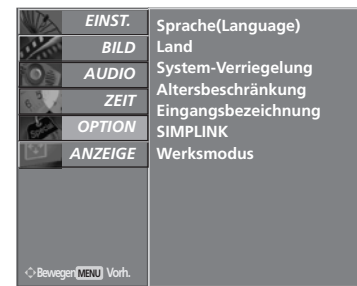 EINST.
BILD
AUDIO
ZEIT
OPTION
ANZEIGE
Bewegen MENU Vorh.
Sprache(Language)
Land
System-Verriegelung
Altersbeschränkung
Eingangsbezeichnung
SIMPLINK
Werksmodus